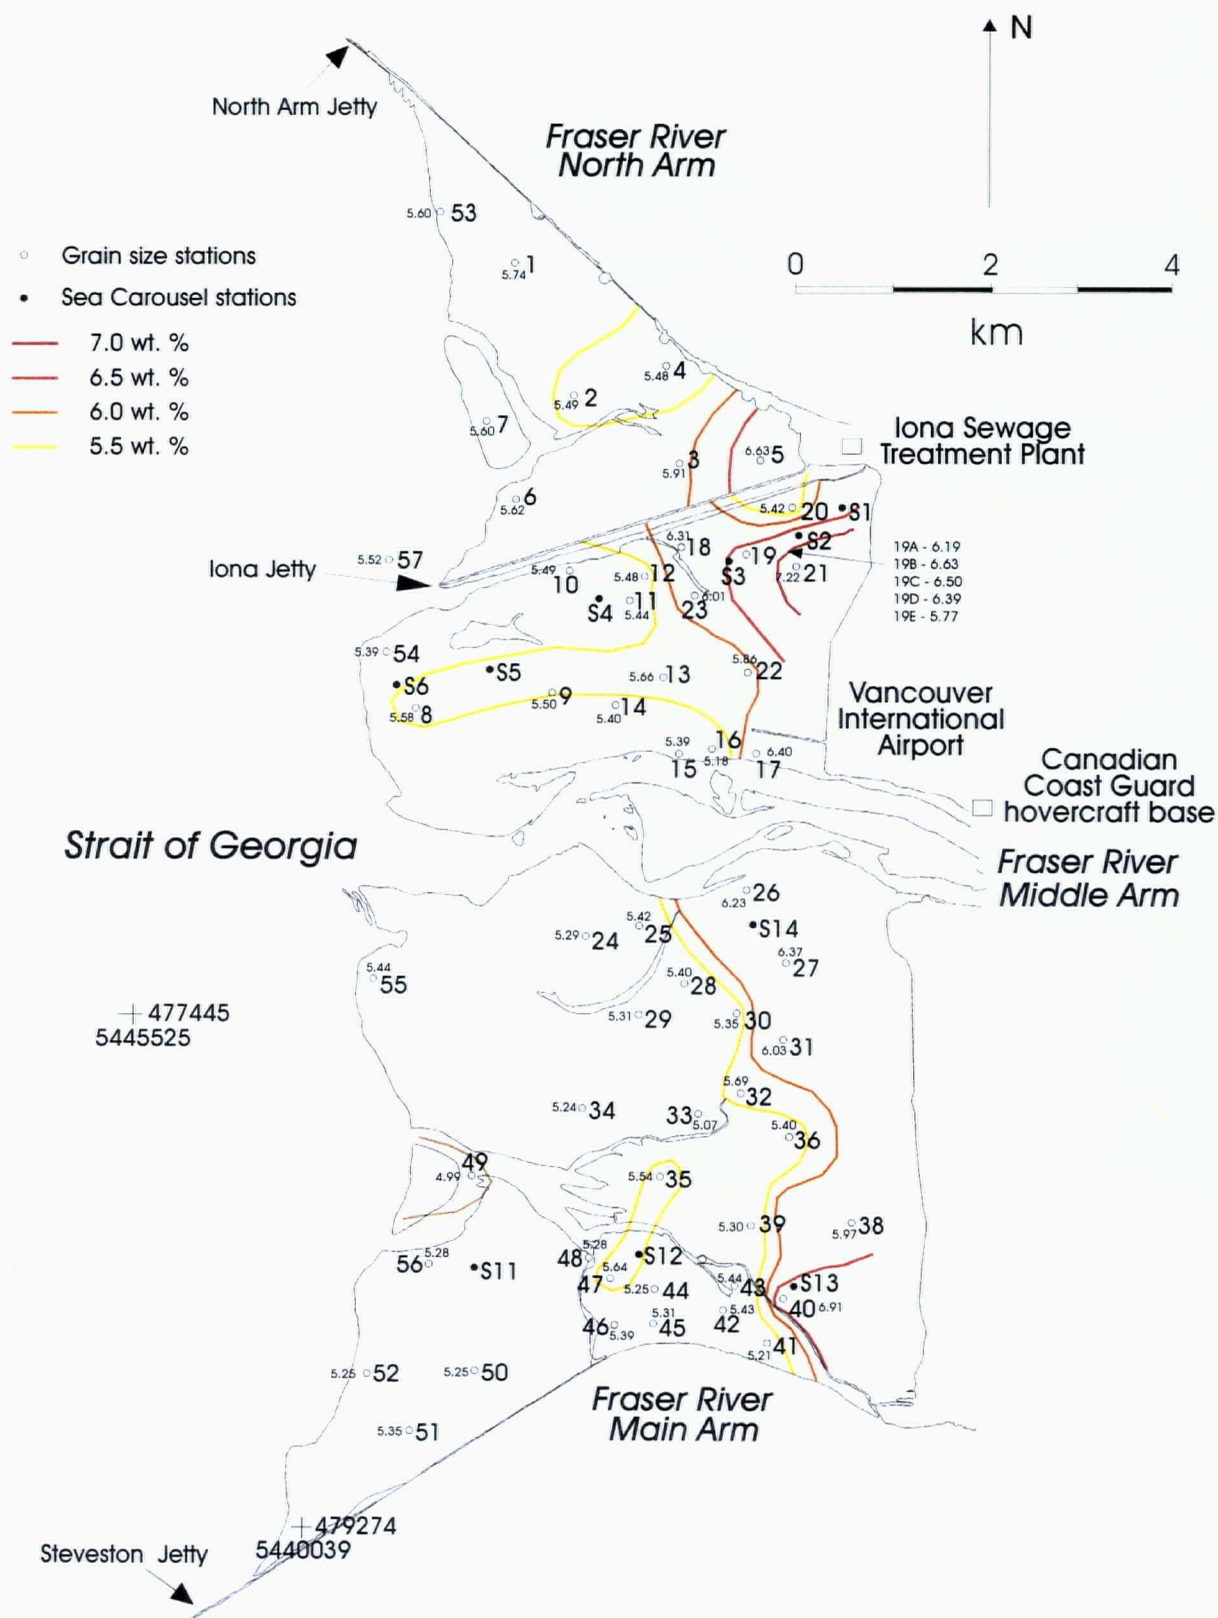 N
North Arm Jetty
Fraser River
North Arm
5.60 53
5.74 1
Grain size stations
Sea Carousel stations
7.0 wt. %
6.5 wt. %
6.0 wt. %
5.5 wt. %
0 2 4
km
5.48 4
5.49 2
5.60 7
Iona Sewage
Treatment Plant
5.91 3
6.63 5
5.62 6
5.42 20
S1
S2
6.31 18
19
S3
7.22 21
19A - 6.19
19B - 6.63
19C - 6.50
19D - 6.39
19E - 5.77
5.52 57
Iona Jetty
5.49 10
5.48 12
S4
5.44 11
23 6.01
5.39 54
S5
S6
5.58 8
5.50 9
5.66 13
5.40 14
5.86 22
Vancouver
International
Airport
5.39 15
16 5.18
17 6.40
Canadian
Coast Guard
hovercraft base
Strait of Georgia
Fraser River
Middle Arm
6.23 26
S14
5.42 25
5.29 24
6.37 27
5.44 55
5.40 28
477445
5445525
5.31 29
5.35 30
6.03 31
5.69 32
5.24 34
33 5.07
5.40 36
49 4.99
5.54 35
5.30 39
5.97 38
56 5.28
S11
48 5.28
S12
47 5.64
5.25 44
5.44 43
S13
40 6.91
46 5.39
5.31 45
42 5.43
5.21 41
5.25 52
5.25 50
Fraser River
Main Arm
5.35 51
479274
5440039
Steveston Jetty